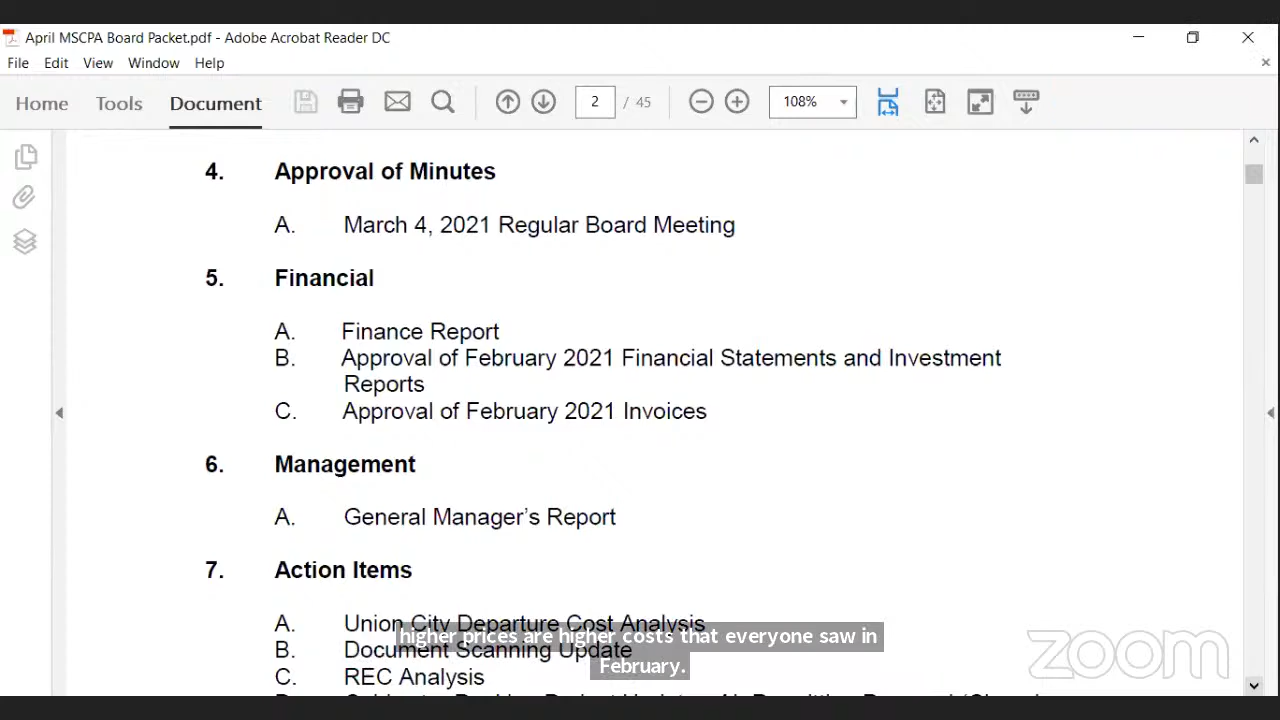 April MSCPA Board Packet.pdf - Adobe Acrobat Reader DC
File Edit View Window Help
Home Tools Document 2 / 45 108%
4. Approval of Minutes
A. March 4, 2021 Regular Board Meeting
5. Financial
A. Finance Report
B. Approval of February 2021 Financial Statements and Investment
Reports
C. Approval of February 2021 Invoices
6. Management
A. General Manager's Report
7. Action Items
A. Union City Departure Cost Analysis
higher prices are higher costs that everyone saw in
B. Document Scanning Update
February.
C. REC Analysis
zoom